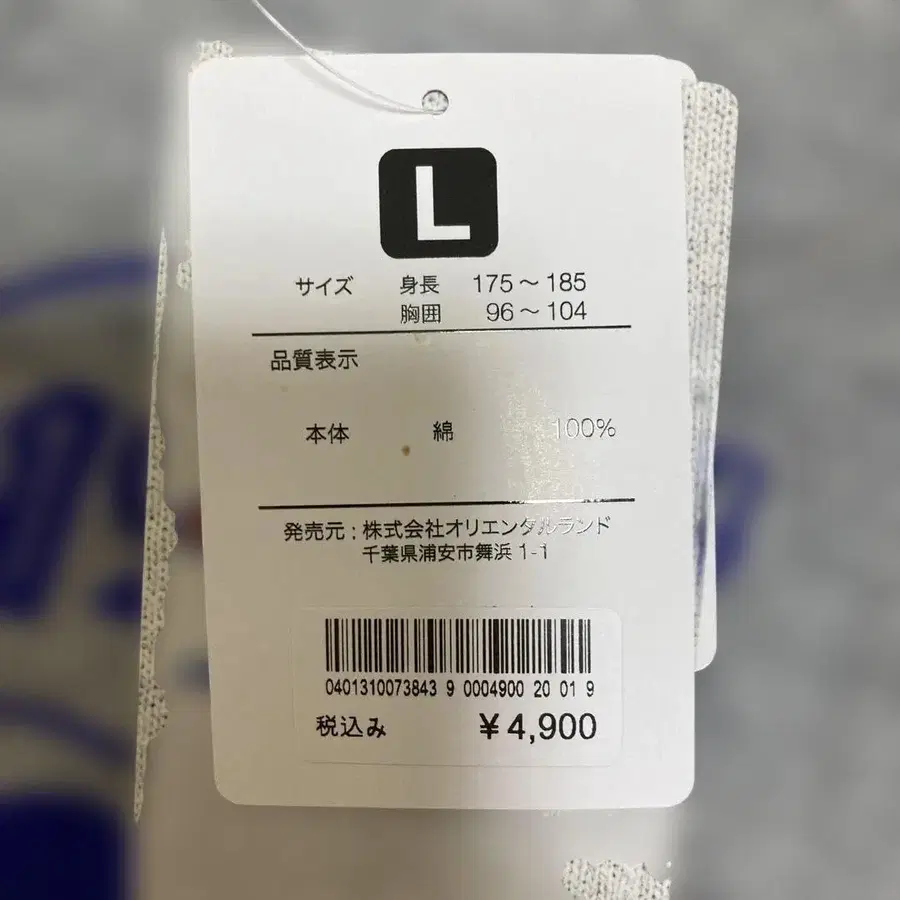 L
サイズ 身長 175～185
胸囲 96～104
品質表示
本体 綿 100%
発売元：株式会社オリエンタルランド
千葉県浦安市舞浜 1-1
0401310073843 9 0004900 20 01 9
税込み ￥4,900